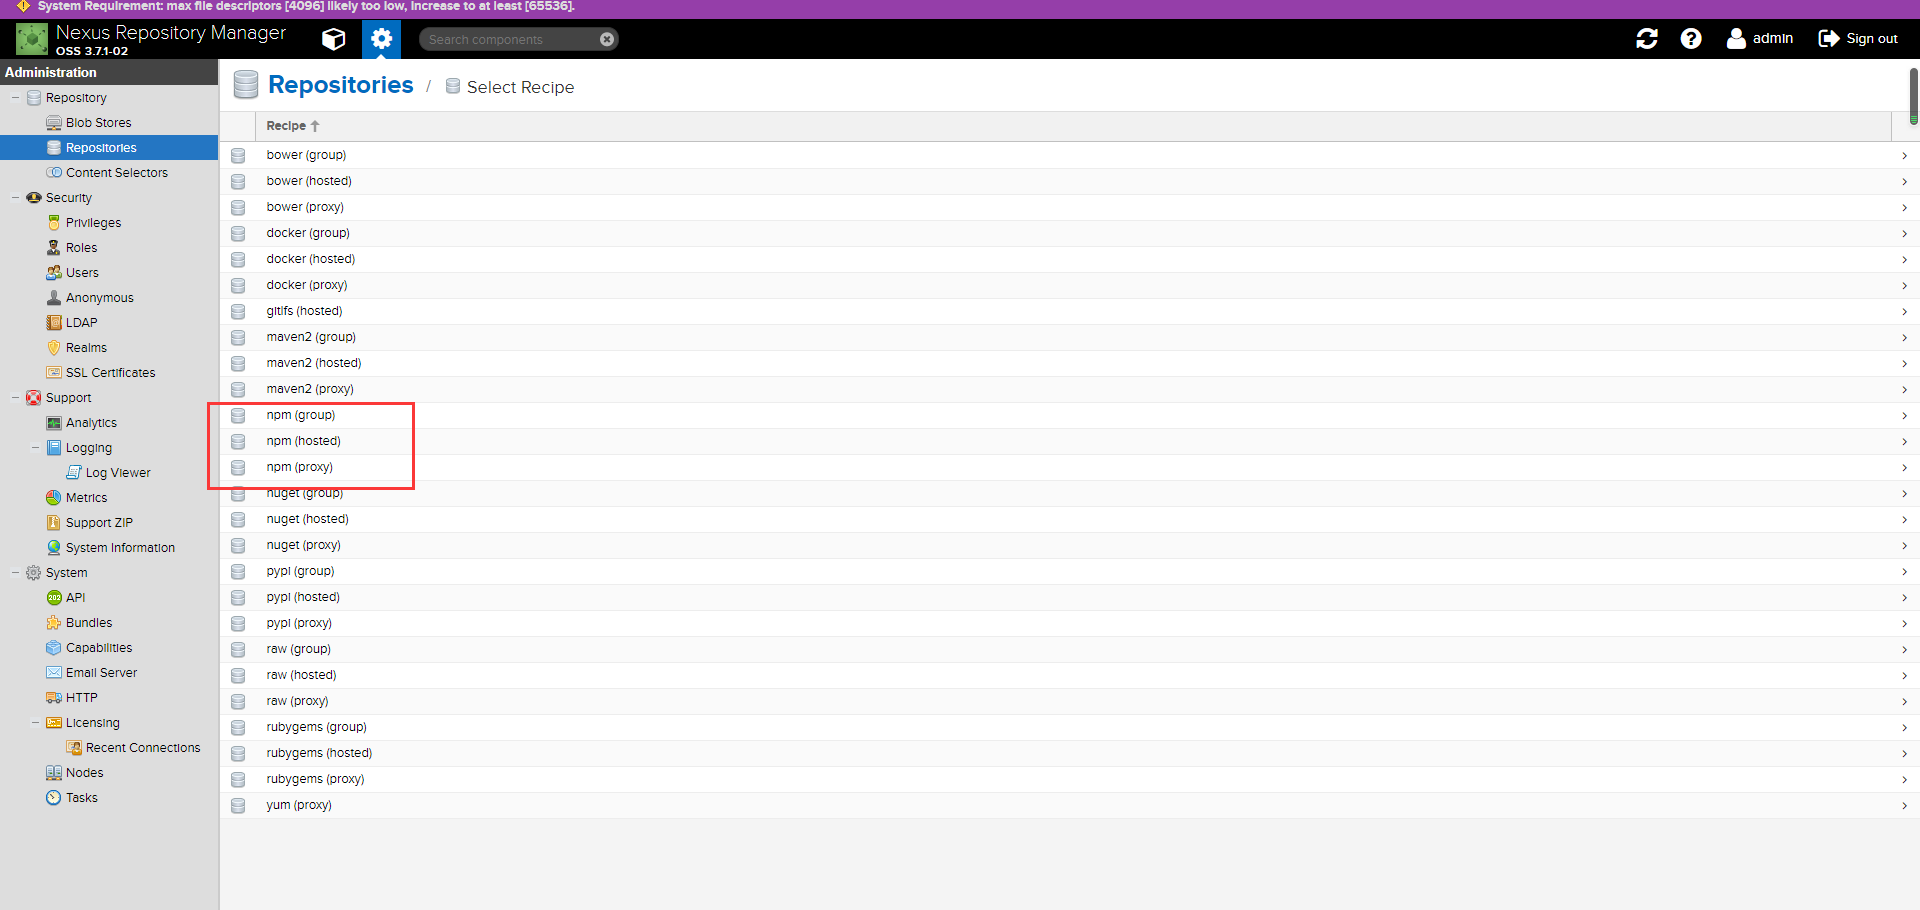 System Requirement: max file descriptors [4096] likely too low, increase to at least [65536].
Nexus Repository Manager
OSS 3.7.1-02
Search components
admin
Sign out
Administration
Repository
Blob Stores
Repositories
Content Selectors
Security
Privileges
Roles
Users
Anonymous
LDAP
Realms
SSL Certificates
Support
Analytics
Logging
Log Viewer
Metrics
Support ZIP
System Information
System
API
Bundles
Capabilities
Email Server
HTTP
Licensing
Recent Connections
Nodes
Tasks
Repositories / Select Recipe
Recipe
bower (group)
bower (hosted)
bower (proxy)
docker (group)
docker (hosted)
docker (proxy)
gitlfs (hosted)
maven2 (group)
maven2 (hosted)
maven2 (proxy)
npm (group)
npm (hosted)
npm (proxy)
nuget (group)
nuget (hosted)
nuget (proxy)
pypi (group)
pypi (hosted)
pypi (proxy)
raw (group)
raw (hosted)
raw (proxy)
rubygems (group)
rubygems (hosted)
rubygems (proxy)
yum (proxy)